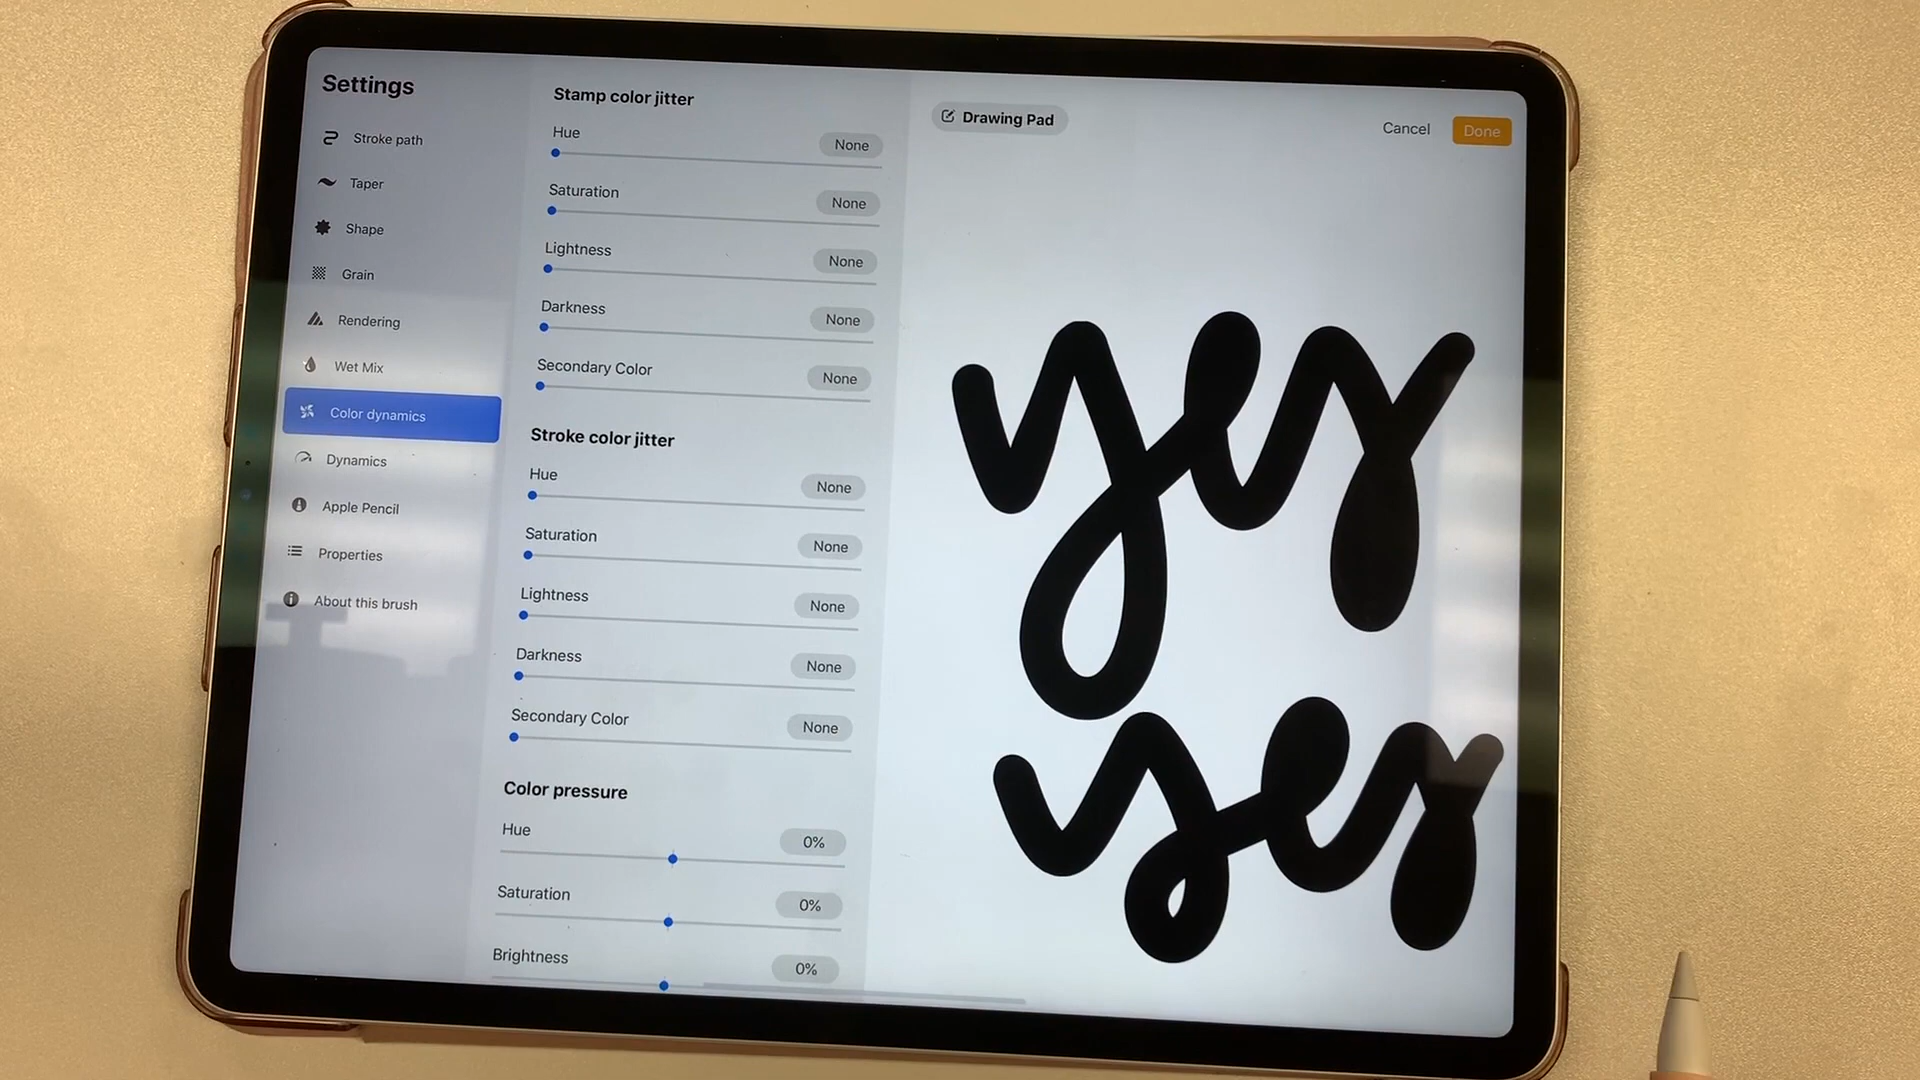 Settings
Stroke path
Taper
Shape
Grain
Rendering
Wet Mix
Color dynamics
Dynamics
Apple Pencil
Properties
About this brush
Stamp color jitter
Hue None
Saturation None
Lightness None
Darkness None
Secondary Color None
Stroke color jitter
Hue None
Saturation None
Lightness None
Darkness None
Secondary Color None
Color pressure
Hue 0%
Saturation 0%
Brightness 0%
Drawing Pad
Cancel Done
yes
yes